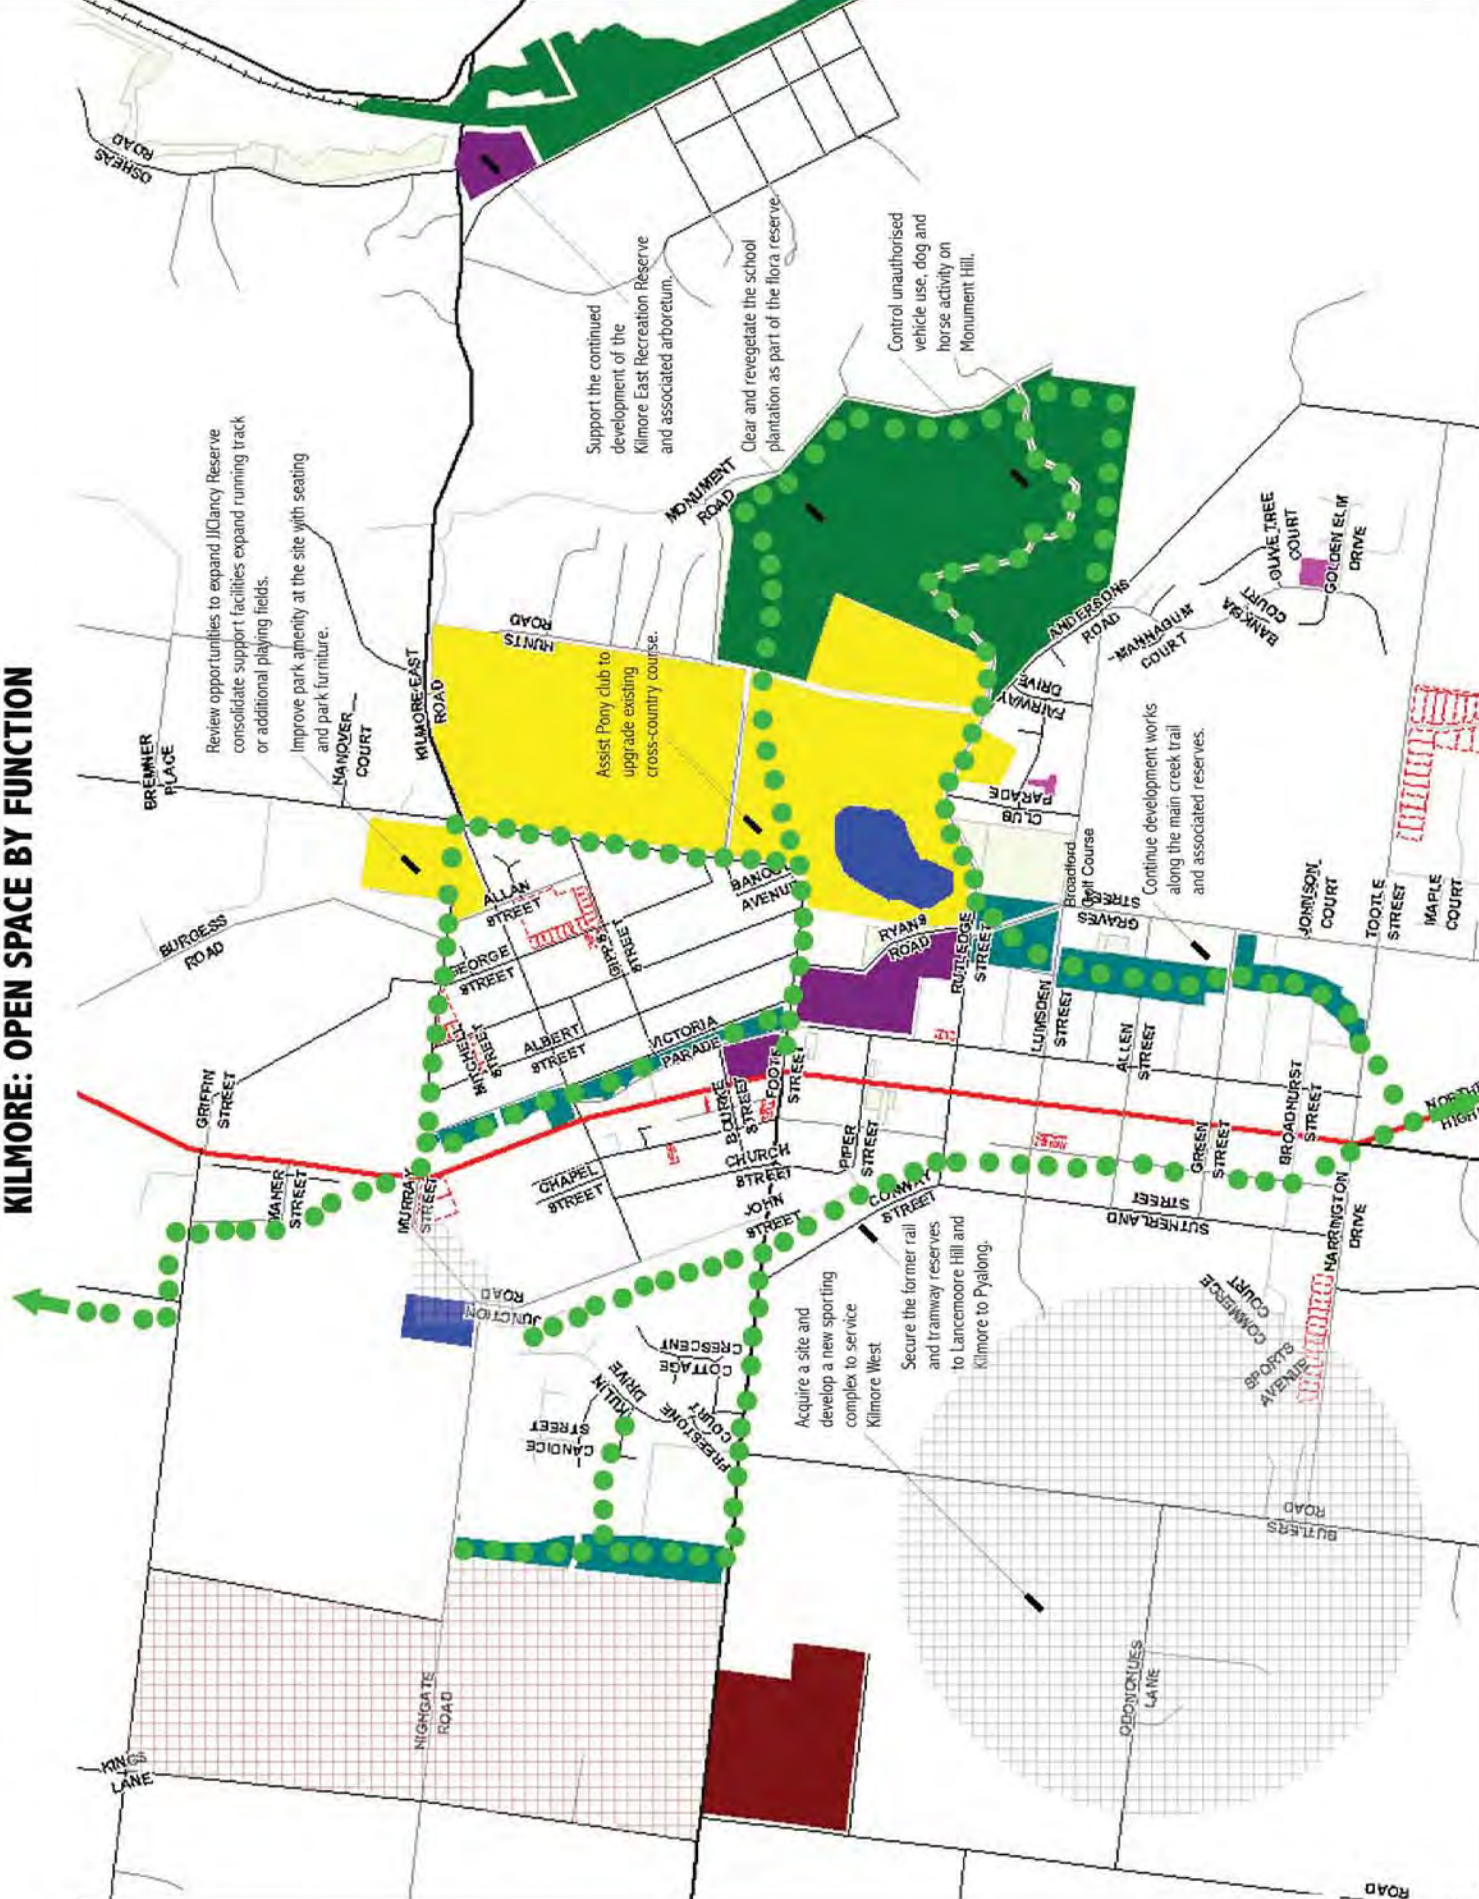 KILMORE: OPEN SPACE BY FUNCTION
OSHEAS
ROAD
Review opportunities to expand JJClancy Reserve
consolidate support facilities expand running track
or additional playing fields.
Improve park amenity at the site with seating
and park furniture.
Support the continued
development of the
Kilmore East Recreation Reserve
and associated arboretum.
Clear and revegetate the school
plantation as part of the flora reserve.
Control unauthorised
vehicle use, dog and
horse activity on
Monument Hill.
Assist Pony club to
upgrade existing
cross-country course.
Continue development works
along the main creek trail
and associated reserves.
Acquire a site and
develop a new sporting
complex to service
Kilmore West
Secure the former rail
and tramway reserves
to Lancemoore Hill and
Kilmore to Pyalong.
BREMNER
PLACE
HANOVER
COURT
KILMORE EAST
ROAD
HUNTS
ROAD
MONUMENT
ROAD
BURGESS
ROAD
ALLAN
STREET
GEORGE
STREET
GIPPS
STREET
MITCHELL
STREET
ALBERT
STREET
VICTORIA
PARADE
AVENUE
RYANS
ROAD
RUTLEDGE
STREET
Broadford
Golf Course
GRAVES
STREET
CLUB
PARADE
FAIRWAY
DRIVE
ANDERSONS
ROAD
MANNAGUM
COURT
BANKSIA
COURT
OLIVE TREE
COURT
GOLDEN ELM
DRIVE
JOHNSON
COURT
TOOTLE
STREET
MAPLE
COURT
LUMSDEN
STREET
ALLEN
STREET
GREEN
STREET
BROADHURST
STREET
GRIFFIN
STREET
MANER
STREET
MURRAY
STREET
CHAPEL
STREET
BOURKE
STREET
FOOTE
STREET
CHURCH
STREET
PIPER
STREET
JOHN
STREET
CONWAY
STREET
SUTHERLAND
STREET
HARRINGTON
DRIVE
COMMERCE
COURT
SPORTS
AVENUE
JUNCTION
ROAD
COTTAGE
CRESCENT
KILLIN
DRIVE
CANDICE
STREET
FREESTONE
COURT
BUTLERS
ROAD
ODONOHUES
LANE
HIGHGATE
ROAD
KINGS
LANE
ROAD